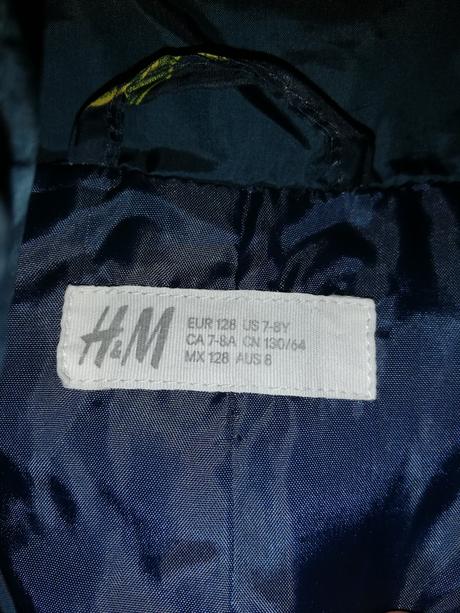 H&M
EUR 128 US 7-8Y
CA 7-8A CN 130/64
MX 128 AUS 8